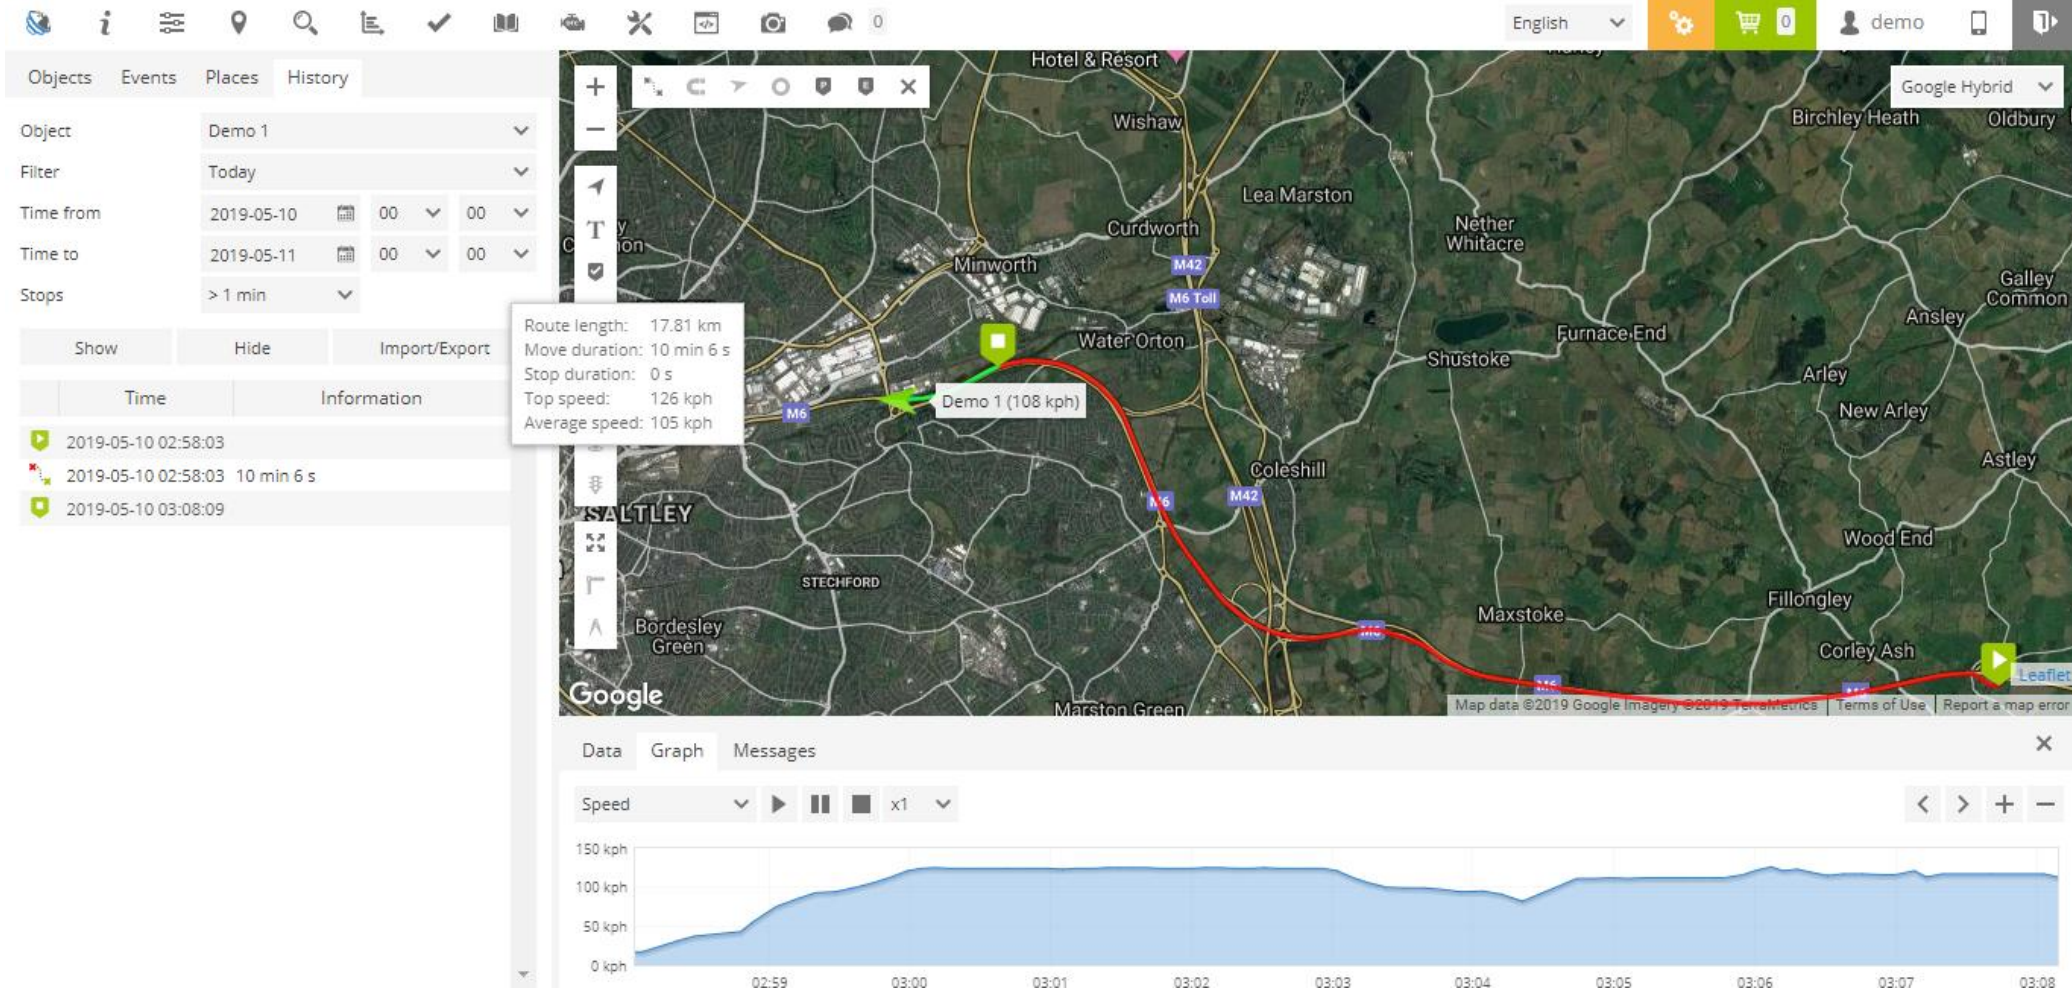 0
English
0
demo
Objects
Events
Places
History
Object
Demo 1
Filter
Today
Time from
2019-05-10
00
00
Time to
2019-05-11
00
00
Stops
> 1 min
Show
Hide
Import/Export
Time
Information
2019-05-10 02:58:03
2019-05-10 02:58:03 10 min 6 s
2019-05-10 03:08:09
Route length: 17.81 km
Move duration: 10 min 6 s
Stop duration: 0 s
Top speed: 126 kph
Average speed: 105 kph
Google Hybrid
Hotel & Resort
Wishaw
Birchley Heath
Oldbury
Lea Marston
Curdworth
Nether
Whitacre
Minworth
M42
M6 Toll
Galley
Common
Ansley
Water Orton
Furnace End
Shustoke
Arley
Demo 1 (108 kph)
M6
New Arley
Coleshill
Astley
M6
M42
SALTLEY
Wood End
STECHFORD
Fillongley
Maxstoke
Bordesley
Green
M6
Corley Ash
Leaflet
M6
Google
Marston Green
Map data ©2019 Google Imagery ©2019 TerraMetrics
Terms of Use
Report a map error
Data
Graph
Messages
Speed
x1
150 kph
100 kph
50 kph
0 kph
02:59
03:00
03:01
03:02
03:03
03:04
03:05
03:06
03:07
03:08